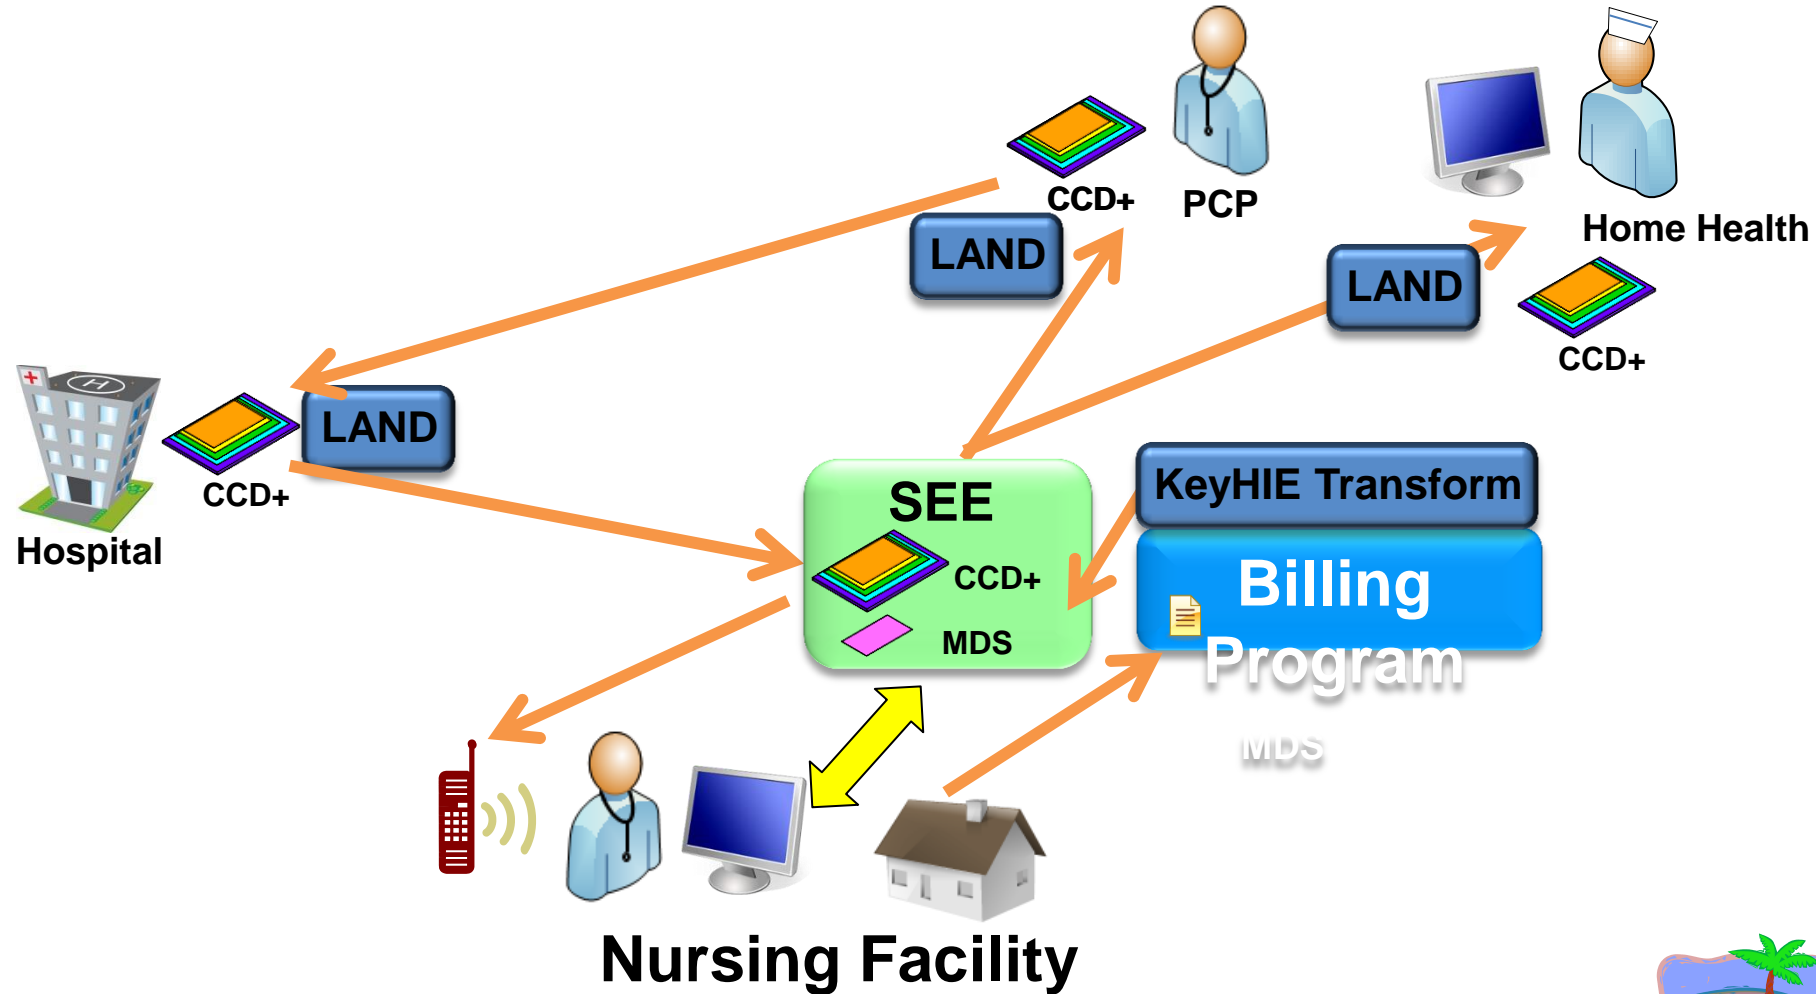 CCD+
PCP
Home Health
LAND
LAND
CCD+
H
LAND
CCD+
Hospital
SEE
CCD+
MDS
KeyHIE Transform
Billing
Program
MDS
Nursing Facility